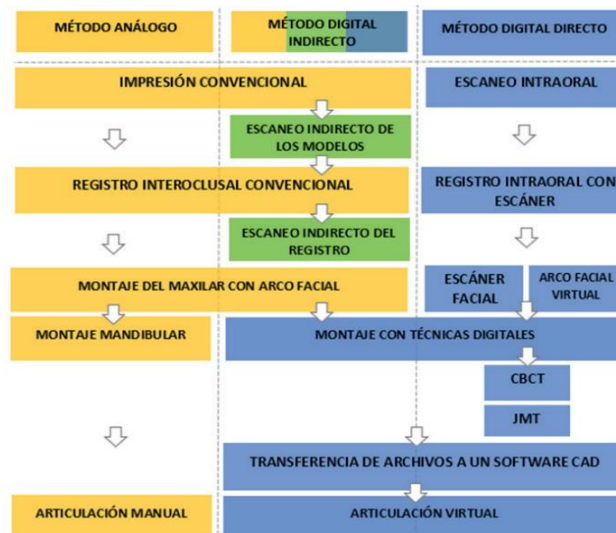 MÉTODO ANÁLOGO
MÉTODO DIGITAL
INDIRECTO
MÉTODO DIGITAL DIRECTO
IMPRESIÓN CONVENCIONAL
ESCANEO INTRAORAL
ESCANEO INDIRECTO DE
LOS MODELOS
REGISTRO INTEROCLUSAL CONVENCIONAL
REGISTRO INTRAORAL CON
ESCÁNER
ESCANEO INDIRECTO DEL
REGISTRO
MONTAJE DEL MAXILAR CON ARCO FACIAL
ESCÁNER
FACIAL
ARCO FACIAL
VIRTUAL
MONTAJE MANDIBULAR
MONTAJE CON TÉCNICAS DIGITALES
CBCT
JMT
TRANSFERENCIA DE ARCHIVOS A UN SOFTWARE CAD
ARTICULACIÓN MANUAL
ARTICULACIÓN VIRTUAL